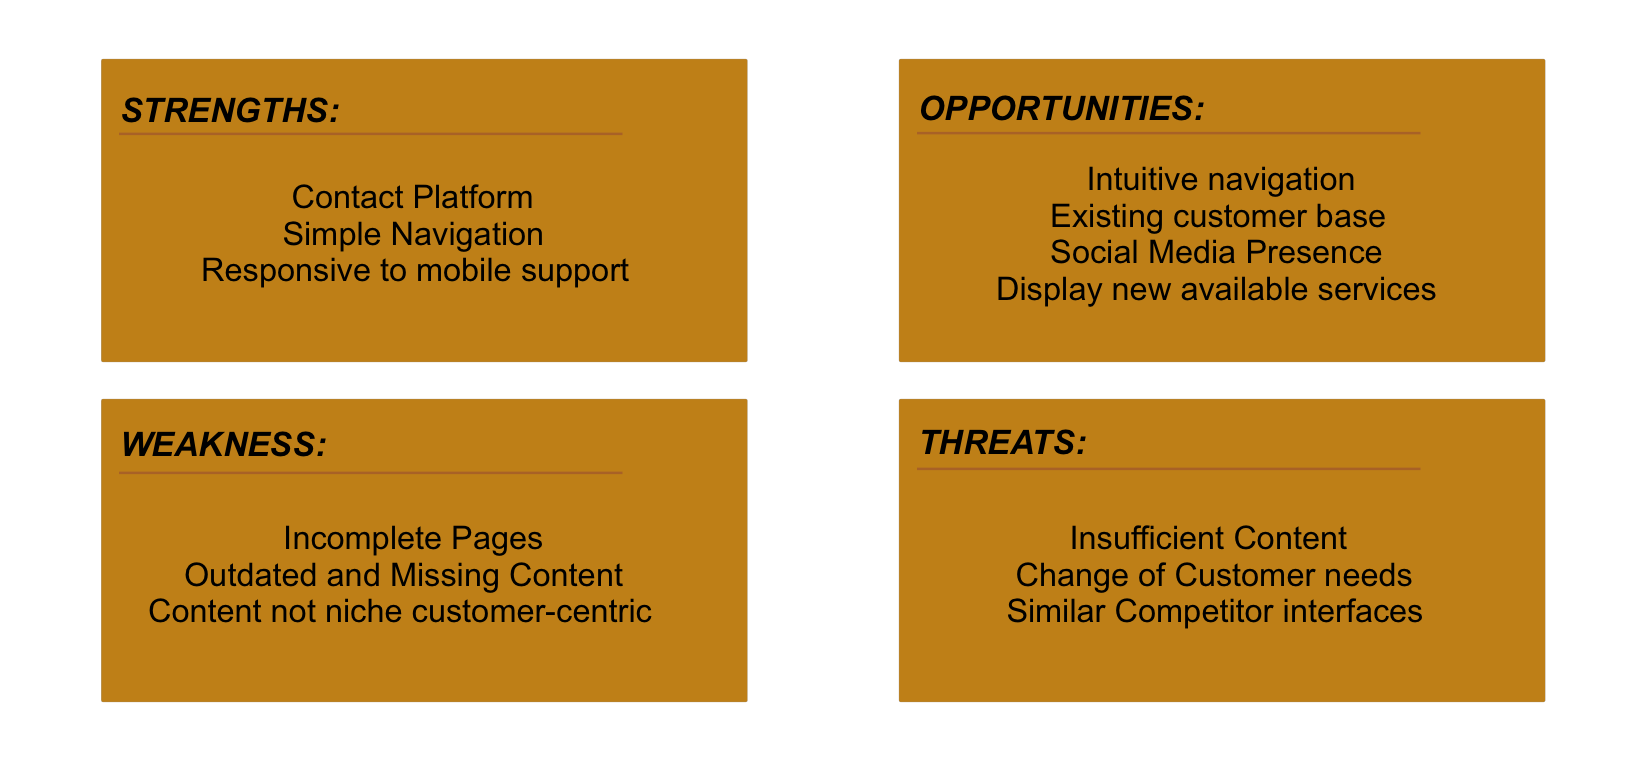 STRENGTHS:
Contact Platform
Simple Navigation
Responsive to mobile support
OPPORTUNITIES:
Intuitive navigation
Existing customer base
Social Media Presence
Display new available services
WEAKNESS:
Incomplete Pages
Outdated and Missing Content
Content not niche customer-centric
THREATS:
Insufficient Content
Change of Customer needs
Similar Competitor interfaces